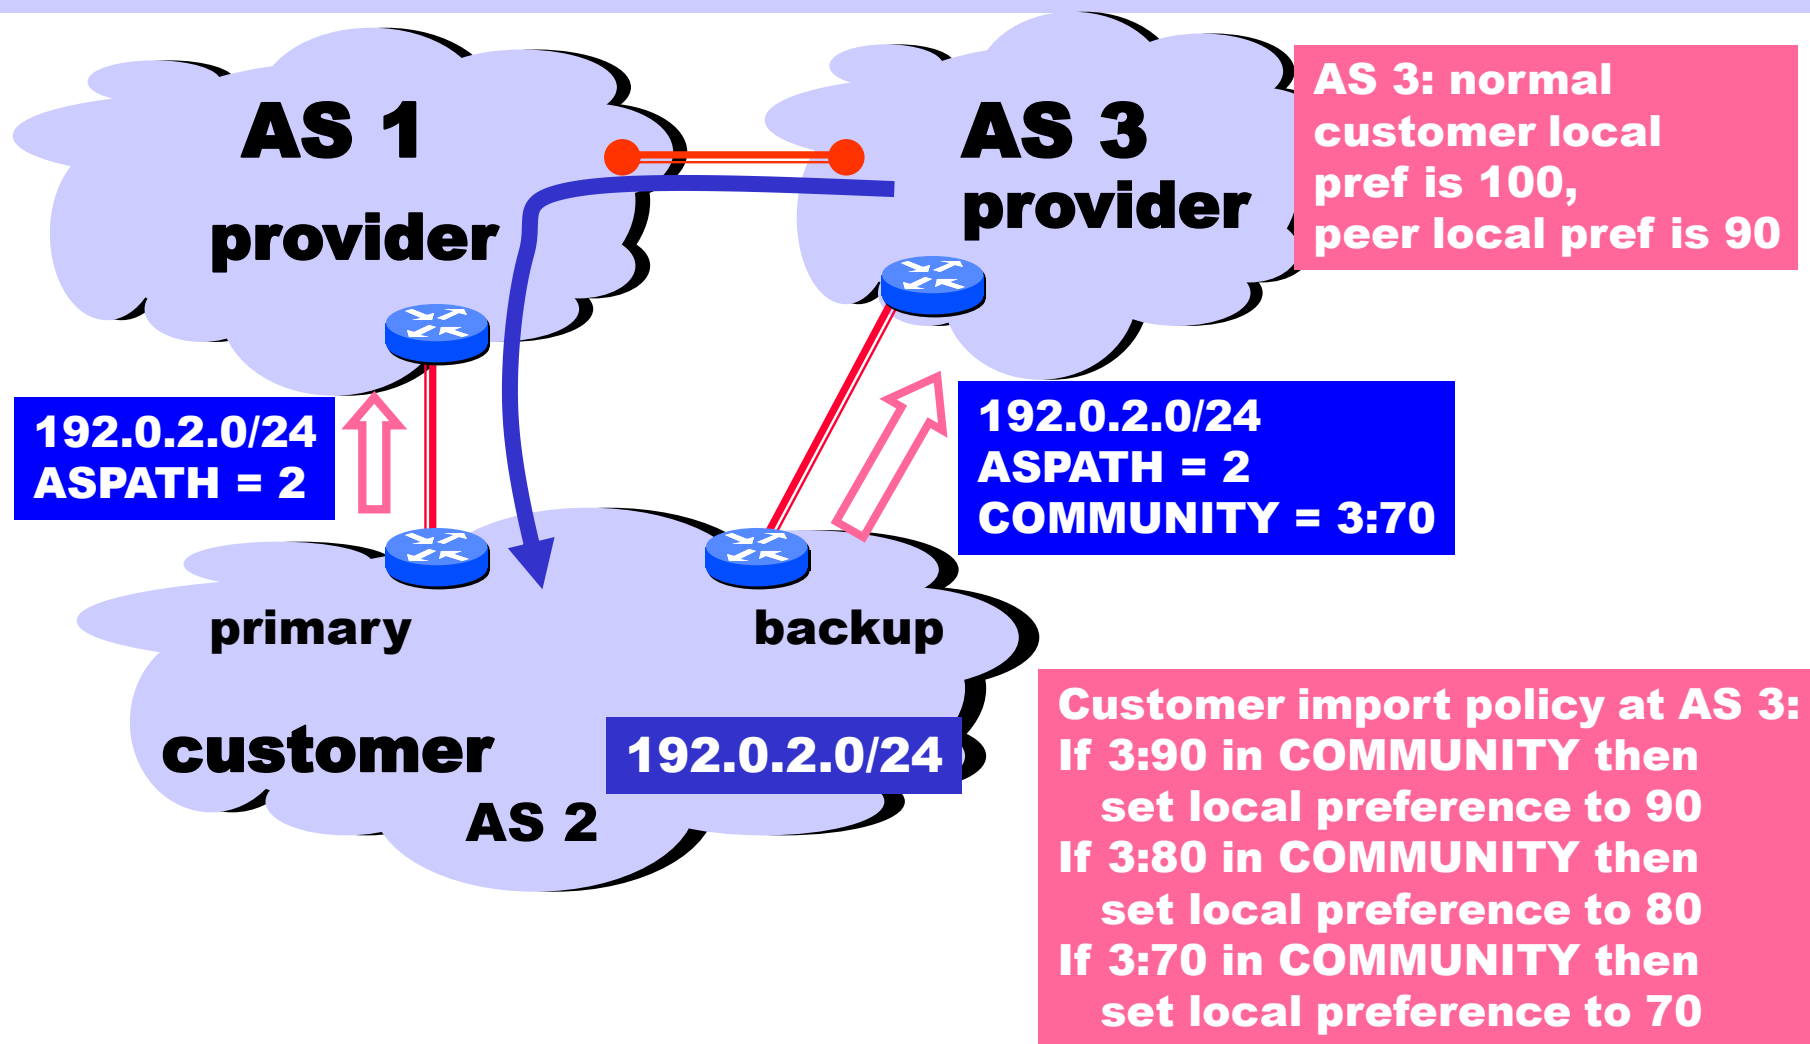 AS 1
provider
AS 3
provider
AS 3: normal
customer local
pref is 100,
peer local pref is 90
192.0.2.0/24
ASPATH = 2
192.0.2.0/24
ASPATH = 2
COMMUNITY = 3:70
primary
backup
customer
192.0.2.0/24
AS 2
Customer import policy at AS 3:
If 3:90 in COMMUNITY then
set local preference to 90
If 3:80 in COMMUNITY then
set local preference to 80
If 3:70 in COMMUNITY then
set local preference to 70